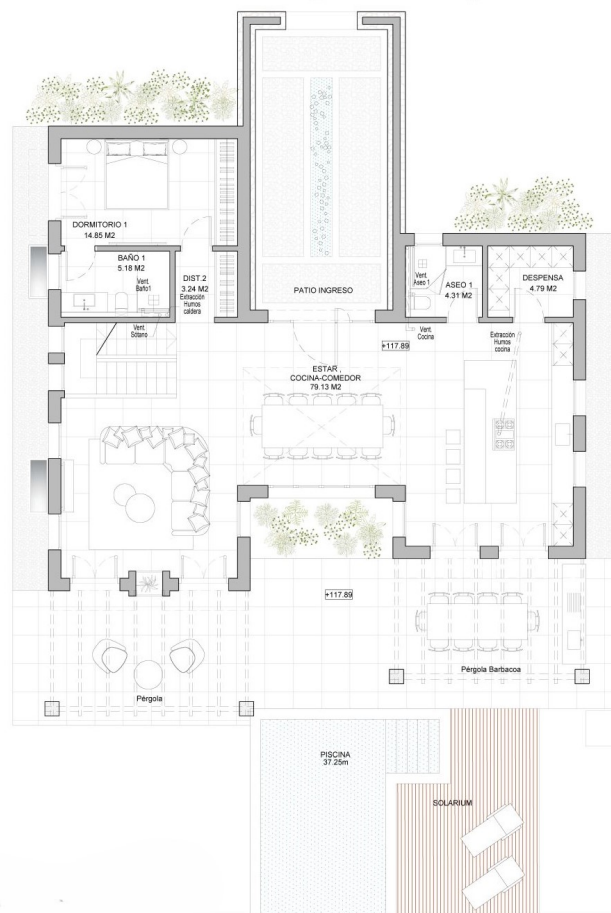 DORMITORIO 1
14.85 M2
BAÑO 1
5.18 M2
Vent.
Baño1
DIST.2
3.24 M2
Extracción
Humos
caldera
Vent.
Sótano
PATIO INGRESO
Vent.
Aseo 1
ASEO 1
4.31 M2
DESPENSA
4.79 M2
Vent.
Cocina
Extracción
Humos
cocina
+117.89
ESTAR ,
COCINA-COMEDOR
79.13 M2
+117.89
Pérgola
Pérgola Barbacoa
PISCINA
37.25m
SOLARIUM